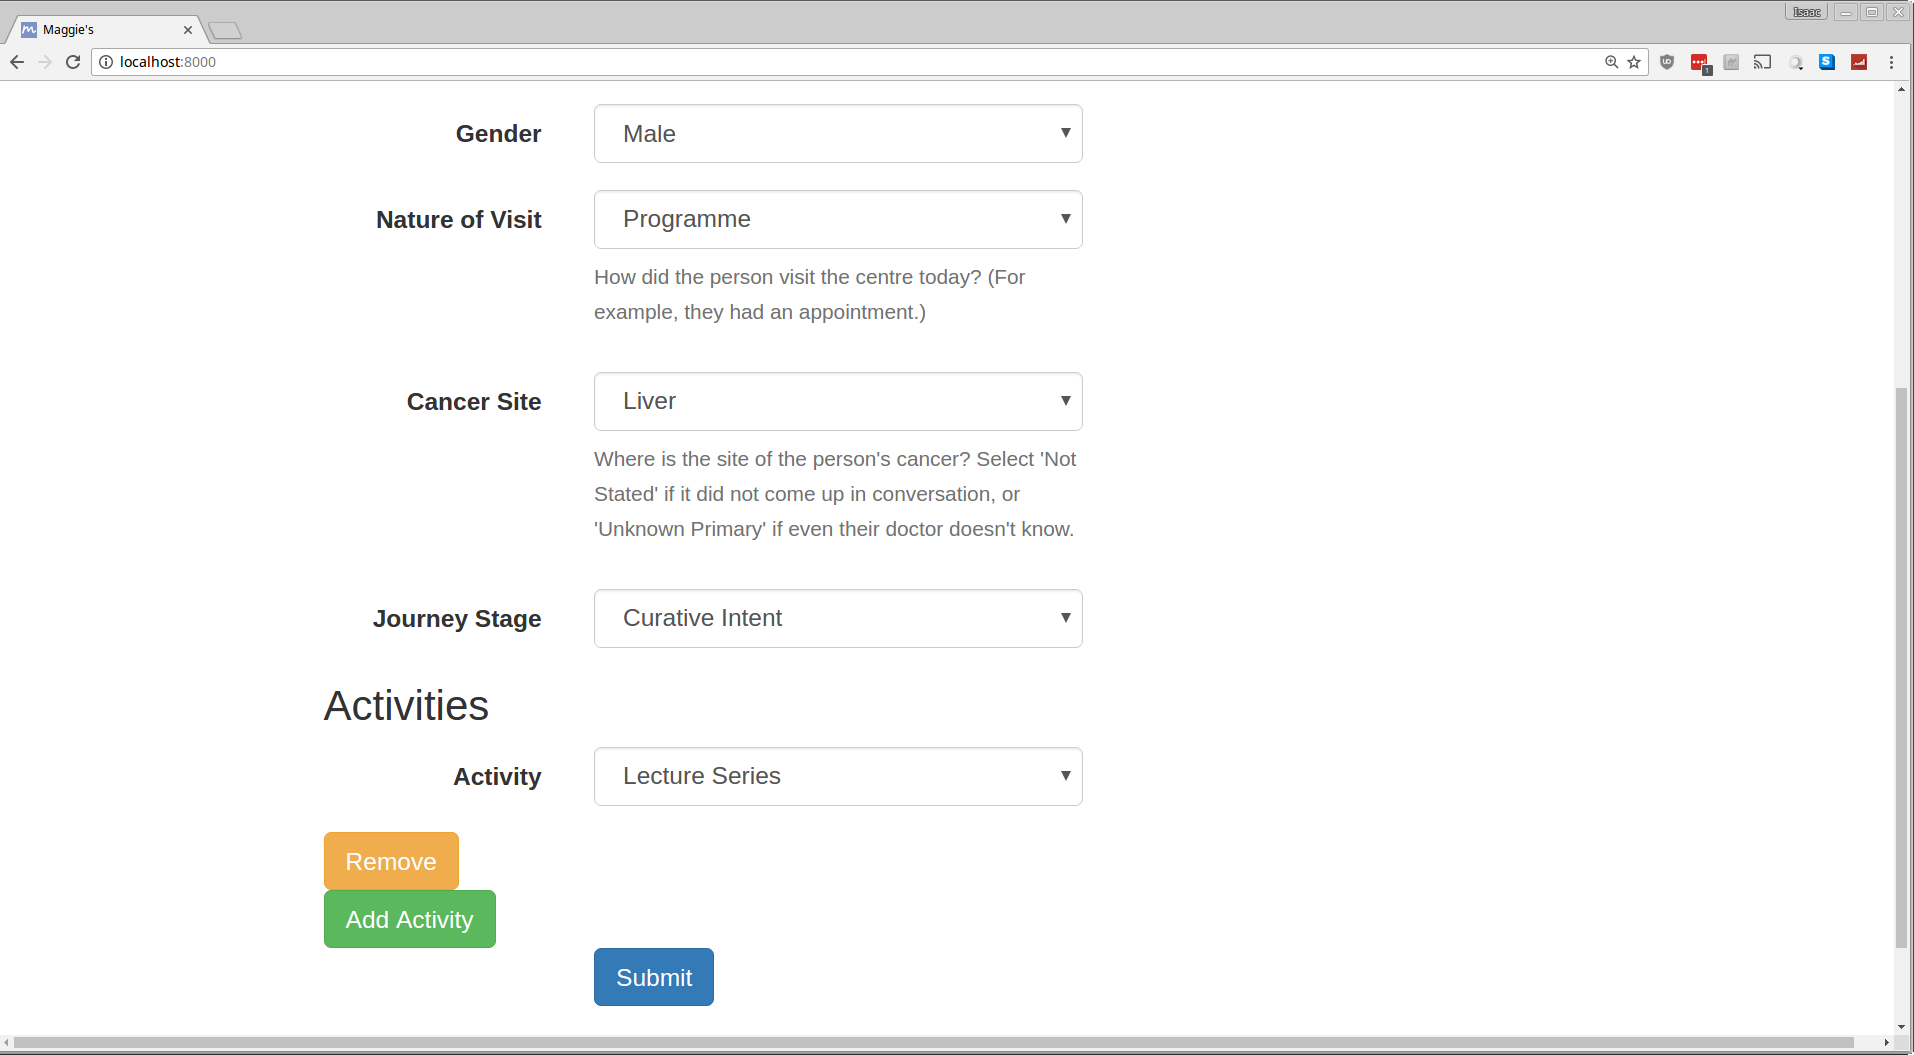 Maggie's
Isaac
localhost:8000
1
S
Gender
Male
Nature of Visit
Programme
How did the person visit the centre today? (For
example, they had an appointment.)
Cancer Site
Liver
Where is the site of the person's cancer? Select 'Not
Stated' if it did not come up in conversation, or
'Unknown Primary' if even their doctor doesn't know.
Journey Stage
Curative Intent
Activities
Activity
Lecture Series
Remove
Add Activity
Submit